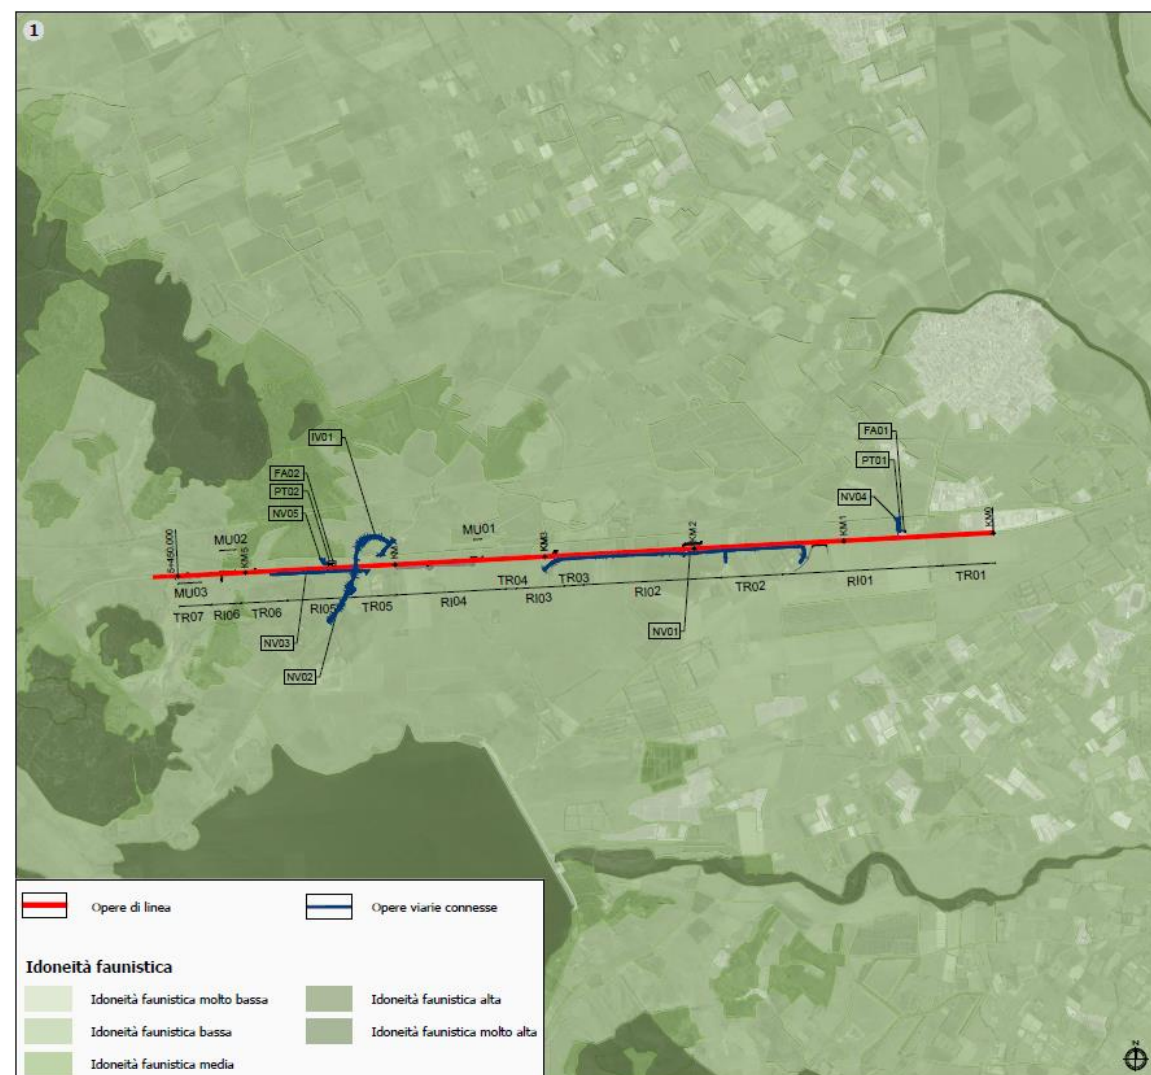 1
IV01
FA01
PT01
NV04
FA02
PT02
NV05
5+450.000
MU02
KM5
MU01
KM3
KM2
KM1
KM0
MU03
TR04
TR03
TR07
RI06
TR06
RI05
TR05
RI04
RI03
RI02
TR02
RI01
TR01
NV03
NV01
NV02
Opere di linea
Opere viarie connesse
Idoneità faunistica
Idoneità faunistica molto bassa
Idoneità faunistica alta
Idoneità faunistica bassa
Idoneità faunistica molto alta
Idoneità faunistica media
N